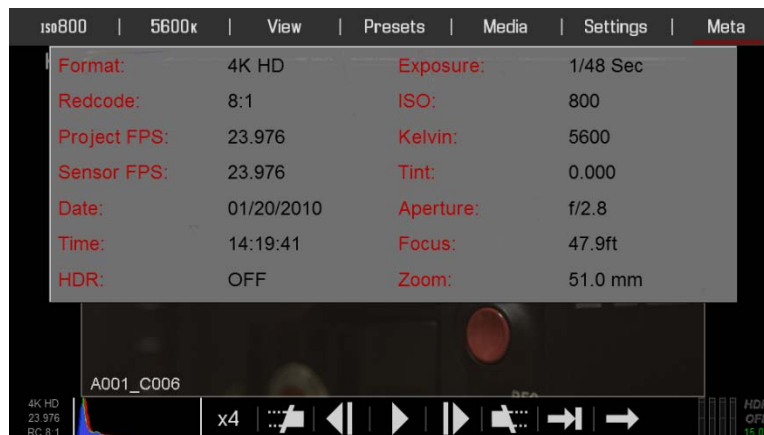 ISO800 | 5600K | View | Presets | Media | Settings | Meta
Format: 4K HD Exposure: 1/48 Sec
Redcode: 8:1 ISO: 800
Project FPS: 23.976 Kelvin: 5600
Sensor FPS: 23.976 Tint: 0.000
Date: 01/20/2010 Aperture: f/2.8
Time: 14:19:41 Focus: 47.9ft
HDR: OFF Zoom: 51.0 mm
A001_C006
4K HD
23.976
RC 8:1
x4